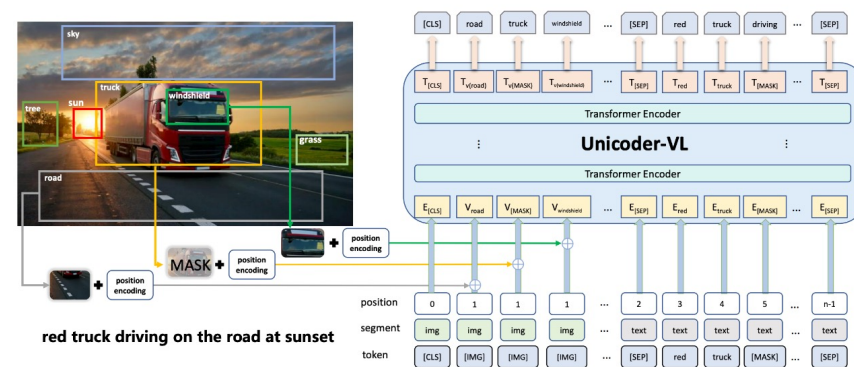 sky
truck
windshield
tree
sun
grass
road
MASK
+
position encoding
+
position encoding
+
position encoding
red truck driving on the road at sunset
[CLS] road truck windshield ... [SEP] red truck driving ... [SEP]
T[CLS] Tv(road) Tv(MASK) Tv(windshield) ... T[SEP] Tred Ttruck T[MASK] ... T[SEP]
Transformer Encoder
⋮ Unicoder-VL ⋮
Transformer Encoder
E[CLS] Vroad V[MASK] Vwindshield ... E[SEP] Ered Etruck E[MASK] ... E[SEP]
position 0 1 1 1 ... 2 3 4 5 ... n-1
segment img img img img ... text text text text ... text
token [CLS] [IMG] [IMG] [IMG] ... [SEP] red truck [MASK] ... [SEP]